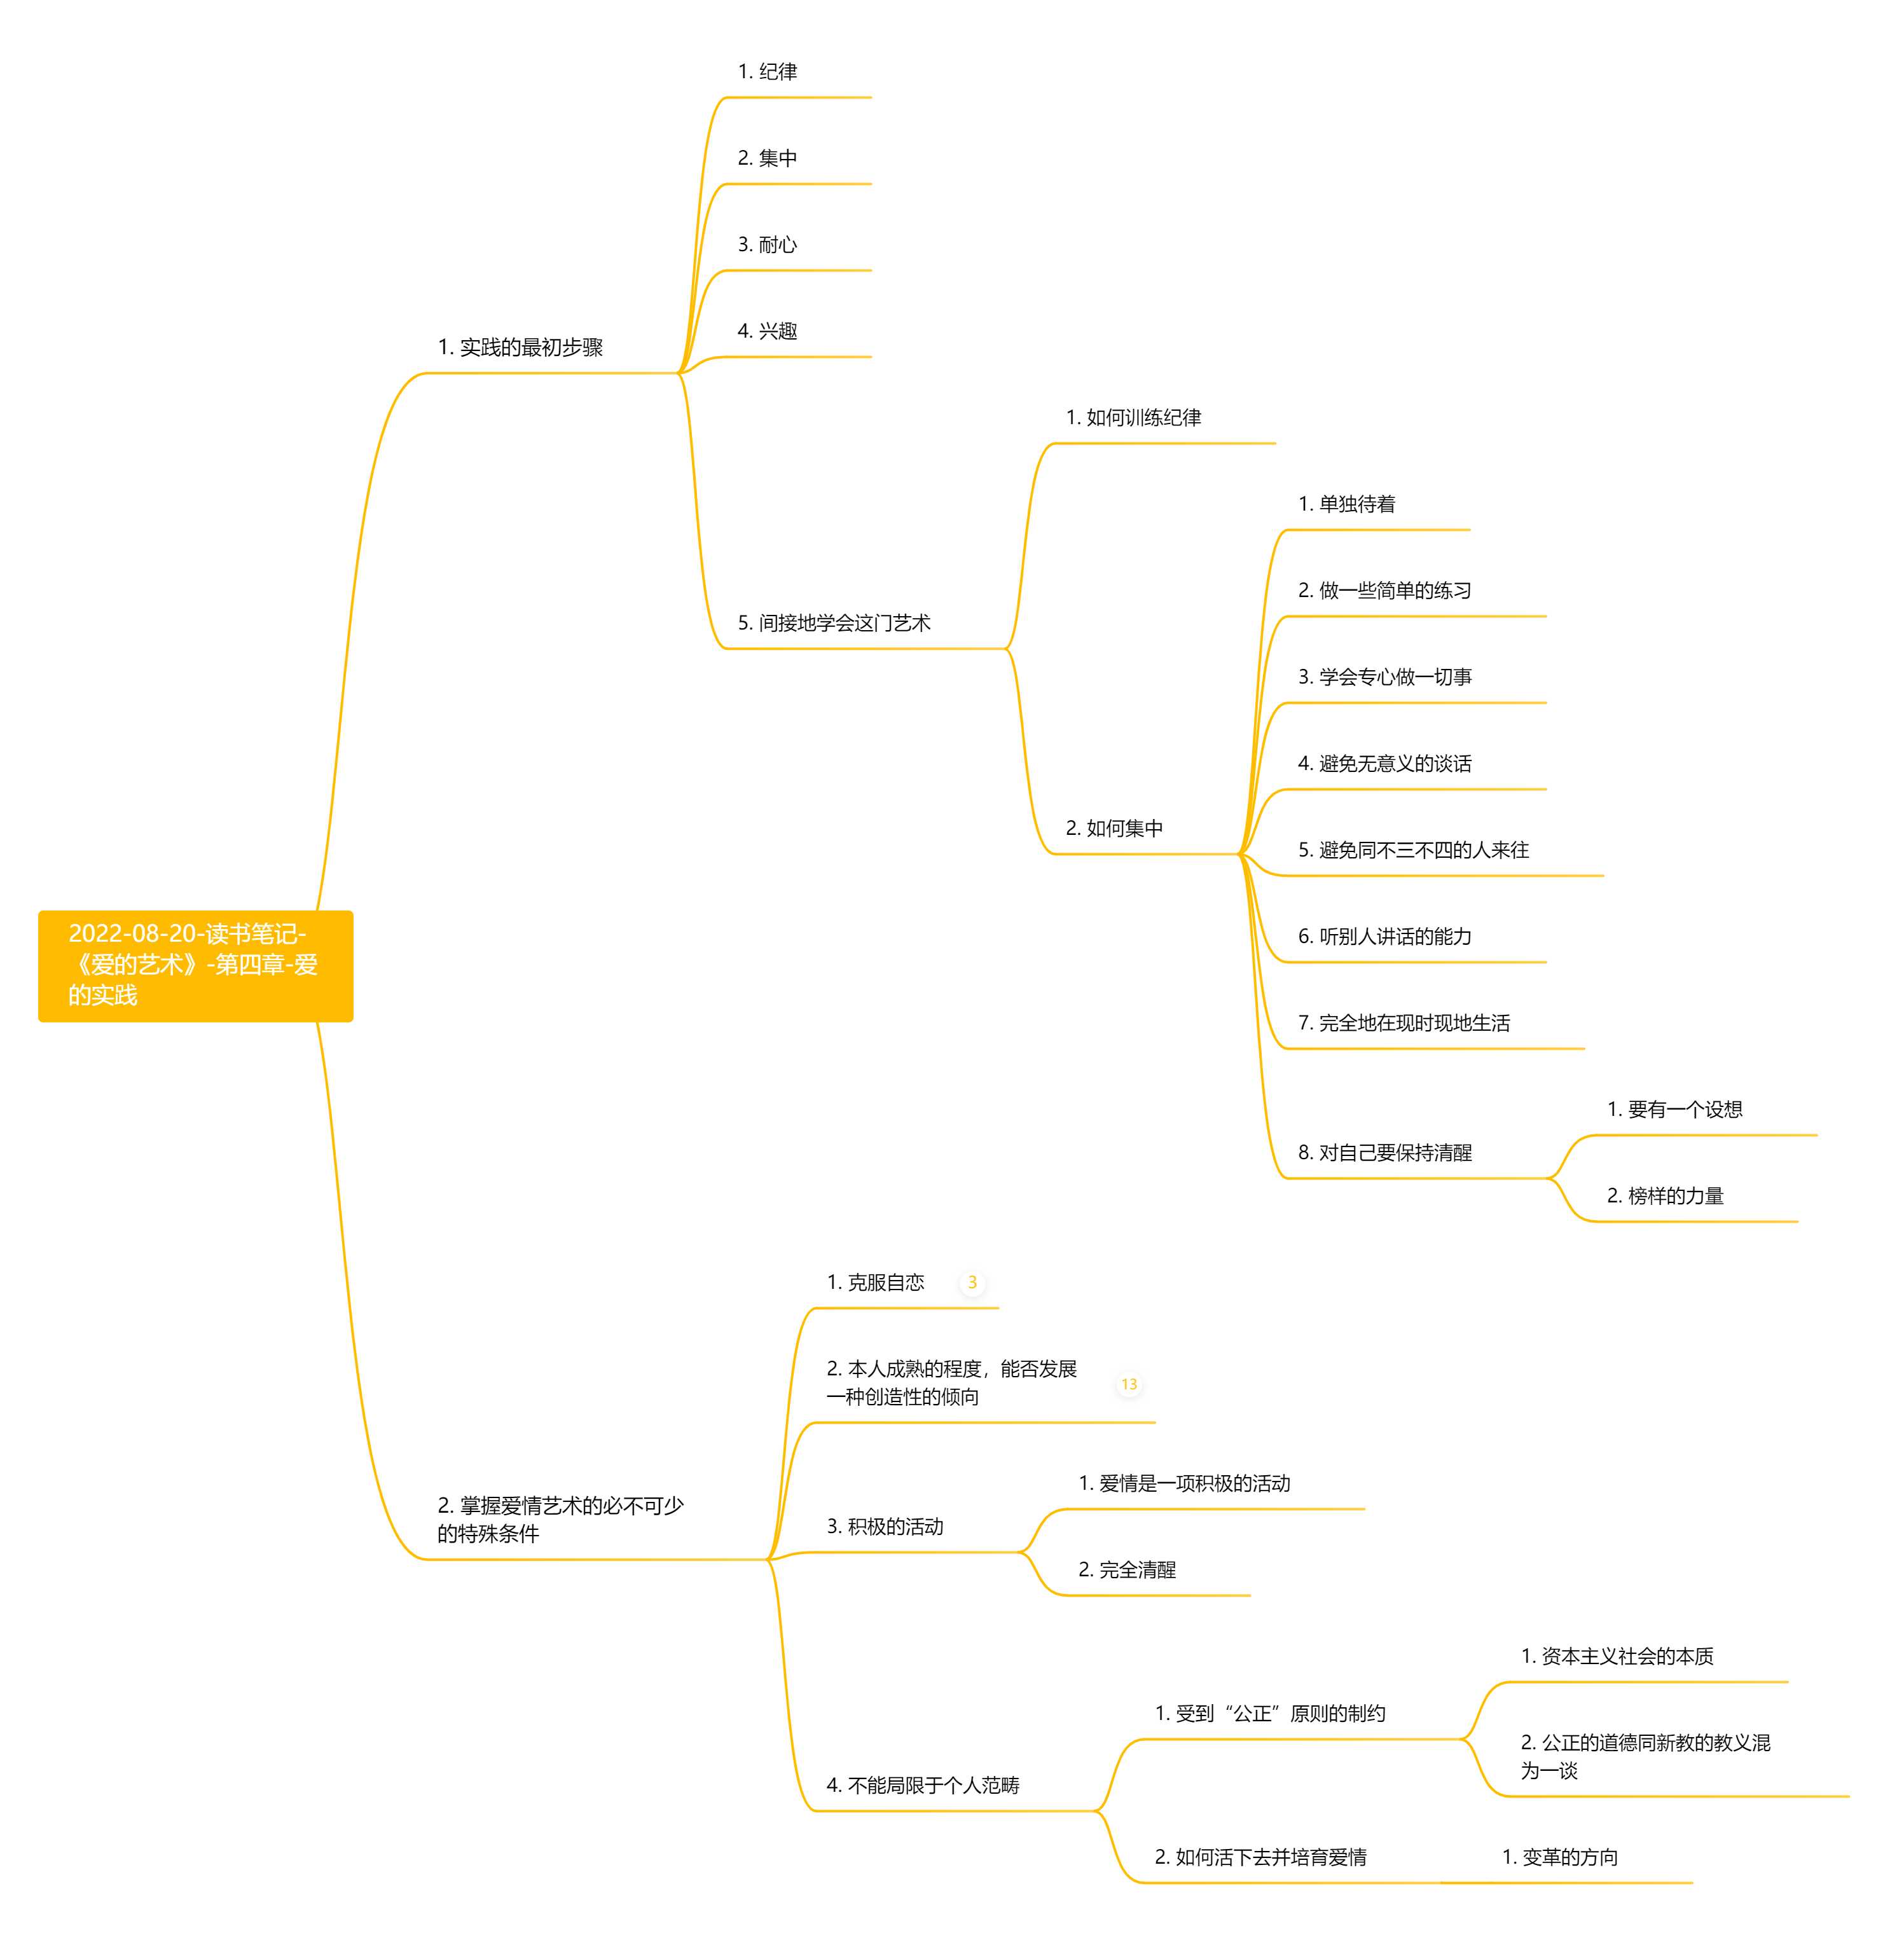 2022-08-20-读书笔记-
《爱的艺术》-第四章-爱
的实践
1. 实践的最初步骤
1. 纪律
2. 集中
3. 耐心
4. 兴趣
5. 间接地学会这门艺术
1. 如何训练纪律
2. 如何集中
1. 单独待着
2. 做一些简单的练习
3. 学会专心做一切事
4. 避免无意义的谈话
5. 避免同不三不四的人来往
6. 听别人讲话的能力
7. 完全地在现时现地生活
8. 对自己要保持清醒
1. 要有一个设想
2. 榜样的力量
2. 掌握爱情艺术的必不可少
的特殊条件
1. 克服自恋
3
2. 本人成熟的程度，能否发展
一种创造性的倾向
13
3. 积极的活动
1. 爱情是一项积极的活动
2. 完全清醒
4. 不能局限于个人范畴
1. 受到“公正”原则的制约
1. 资本主义社会的本质
2. 公正的道德同新教的教义混
为一谈
2. 如何活下去并培育爱情
1. 变革的方向